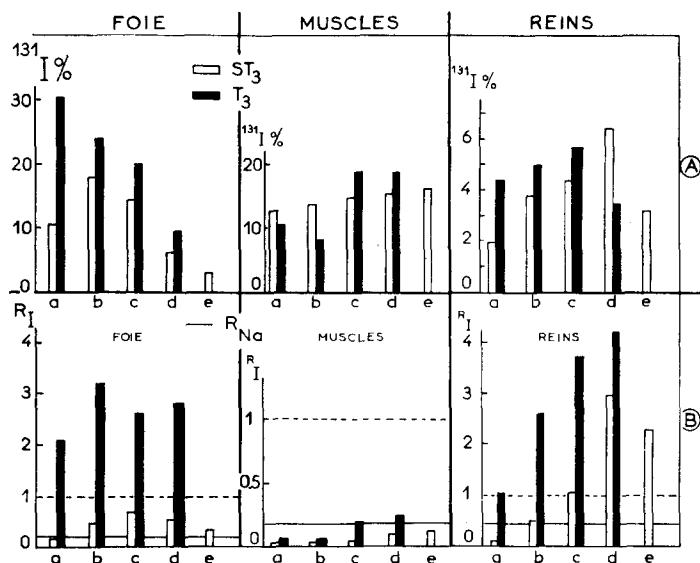 FOIE MUSCLES REINS
131I% ST3 131I%
T3
131I%
30 20 10 0
20 10 0
6 4 2 0
A
a b c d e a b c d e a b c d e
RI RNa RI RI
FOIE MUSCLES REINS
4 3 2 1 0
1 0.5 0
4 3 2 1 0
B
a b c d e a b c d e a b c d e